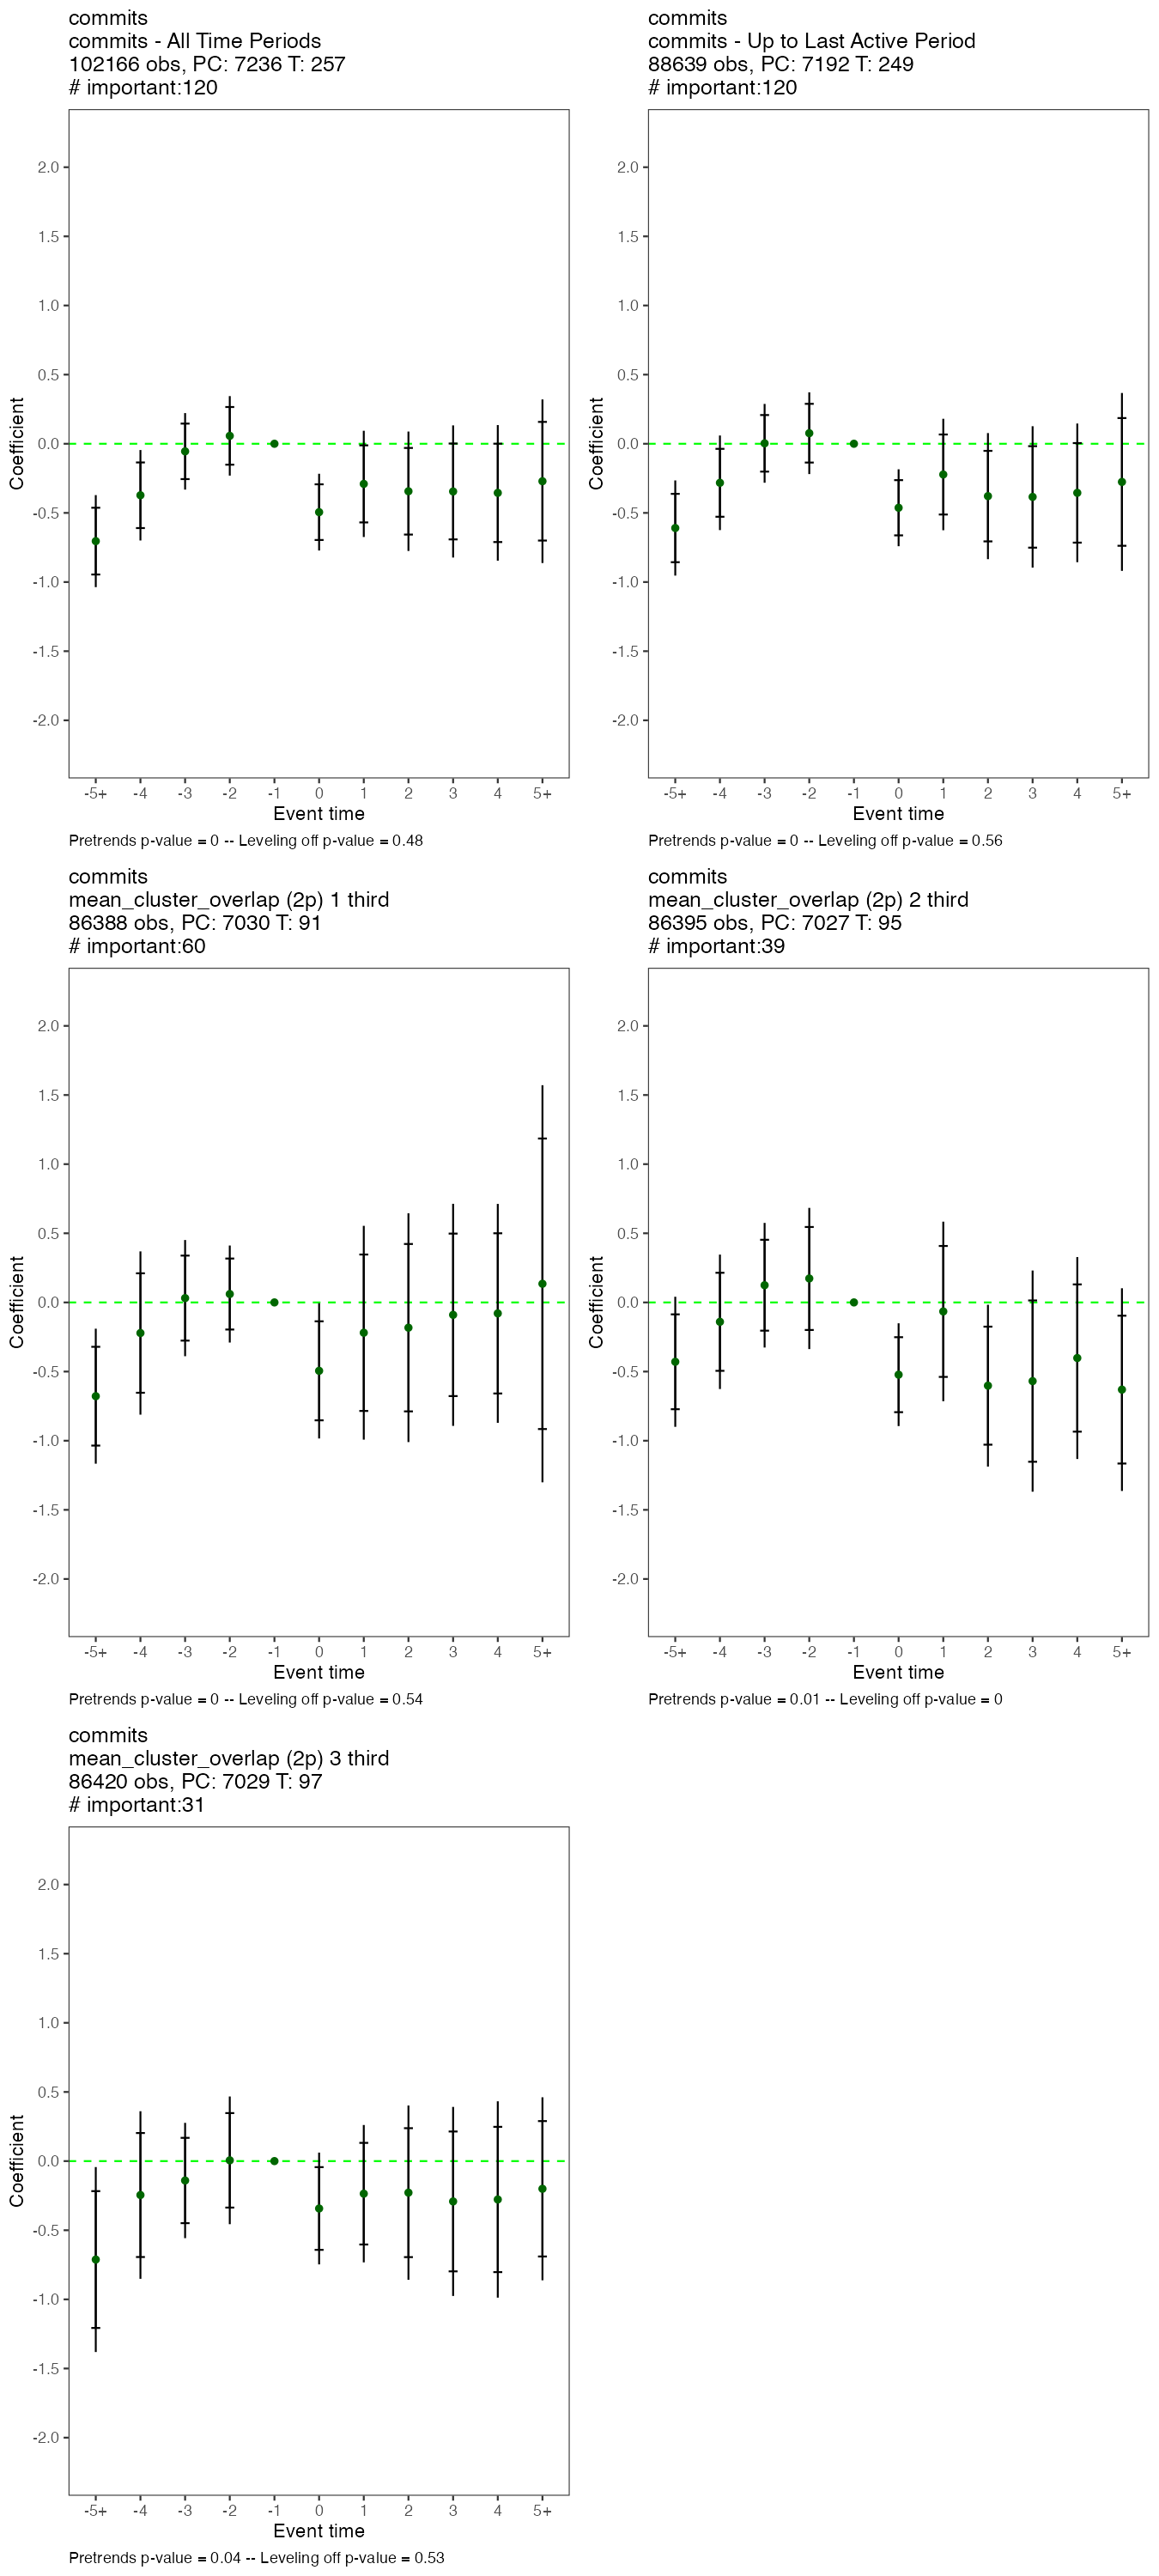 commits
commits - All Time Periods
102166 obs, PC: 7236 T: 257
# important:120
2.0
1.5
1.0
0.5
0.0
-0.5
-1.0
-1.5
-2.0
Coefficient
-5+ -4 -3 -2 -1 0 1 2 3 4 5+
Event time
Pretrends p-value = 0 -- Leveling off p-value = 0.48
commits
commits - Up to Last Active Period
88639 obs, PC: 7192 T: 249
# important:120
2.0
1.5
1.0
0.5
0.0
-0.5
-1.0
-1.5
-2.0
Coefficient
-5+ -4 -3 -2 -1 0 1 2 3 4 5+
Event time
Pretrends p-value = 0 -- Leveling off p-value = 0.56
commits
mean_cluster_overlap (2p) 1 third
86388 obs, PC: 7030 T: 91
# important:60
2.0
1.5
1.0
0.5
0.0
-0.5
-1.0
-1.5
-2.0
Coefficient
-5+ -4 -3 -2 -1 0 1 2 3 4 5+
Event time
Pretrends p-value = 0 -- Leveling off p-value = 0.54
commits
mean_cluster_overlap (2p) 2 third
86395 obs, PC: 7027 T: 95
# important:39
2.0
1.5
1.0
0.5
0.0
-0.5
-1.0
-1.5
-2.0
Coefficient
-5+ -4 -3 -2 -1 0 1 2 3 4 5+
Event time
Pretrends p-value = 0.01 -- Leveling off p-value = 0
commits
mean_cluster_overlap (2p) 3 third
86420 obs, PC: 7029 T: 97
# important:31
2.0
1.5
1.0
0.5
0.0
-0.5
-1.0
-1.5
-2.0
Coefficient
-5+ -4 -3 -2 -1 0 1 2 3 4 5+
Event time
Pretrends p-value = 0.04 -- Leveling off p-value = 0.53